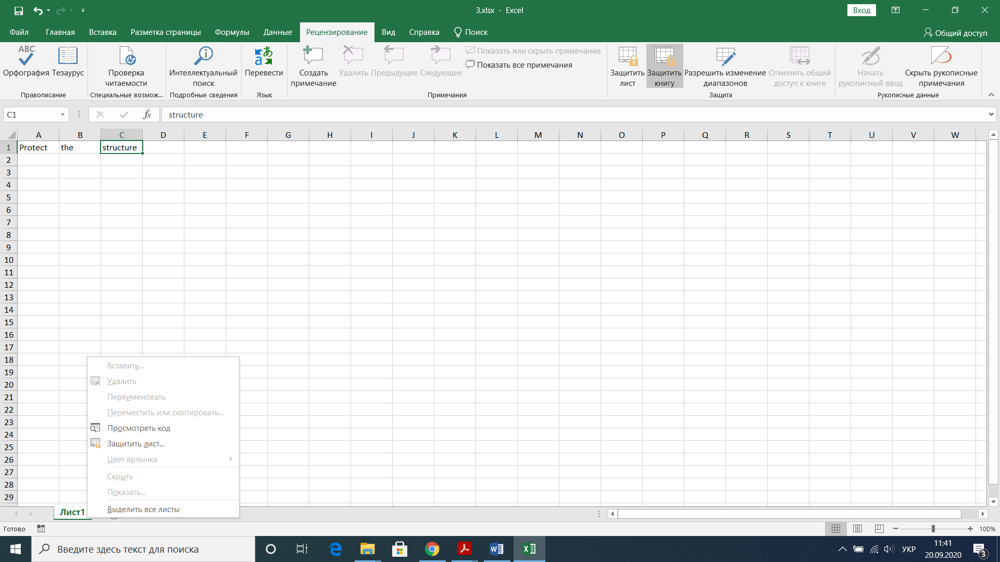 3.xlsx - Excel
Вход
Файл Главная Вставка Разметка страницы Формулы Данные Рецензирование Вид Справка Поиск Общий доступ
ABC
Орфография Тезаурус
Правописание
Проверка читаемости
Специальные возмож...
Интеллектуальный поиск
Подробные сведения
Перевести
Язык
Создать примечание
Удалить Предыдущее Следующее
Показать или скрыть примечание
Показать все примечания
Примечания
Защитить лист
Защитить книгу
Разрешить изменение диапазонов
Отменить общий доступ к книге
Защита
Начать рукописный ввод
Скрыть рукописные примечания
Рукописные данные
C1 fx structure
A B C D E F G H I J K L M N O P Q R S T U V W
1 Protect the structure
2
3
4
5
6
7
8
9
10
11
12
13
14
15
16
17
18
19
20
21
22
23
24
25
26
27
28
29
Вставить...
Удалить
Переименовать
Переместить или скопировать...
Просмотреть код
Защитить лист...
Цвет ярлычка
Скрыть
Показать...
Выделить все листы
Лист1
Готово
100%
Введите здесь текст для поиска
УКР
11:41
20.09.2020
3